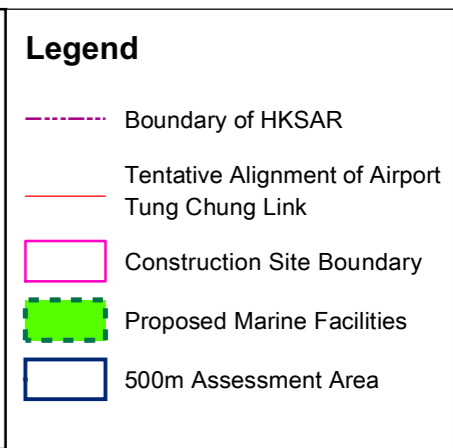 Legend
Boundary of HKSAR
Tentative Alignment of Airport
Tung Chung Link
Construction Site Boundary
Proposed Marine Facilities
500m Assessment Area